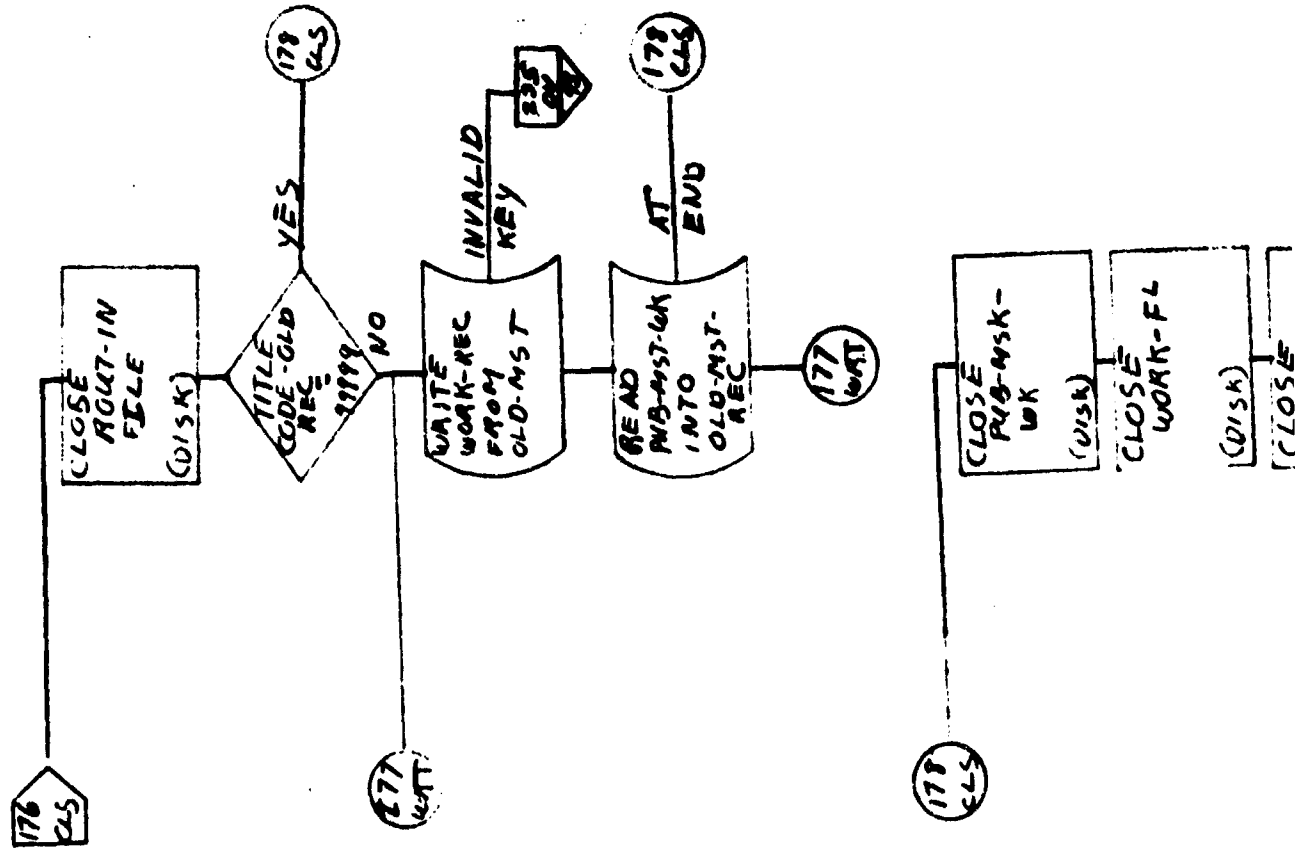 176
CLS
CLOSE
ROUT-IN
FILE
(DISK)
TITLE
CODE-OLD
REC =
99999
YES
178
CLS
NO
177
WRT
WRITE
WORK-REC
FROM
OLD-MST
INVALID
KEY
235
READ
PUB-MST-WK
INTO
OLD-MST-
REC
AT
END
178
CLS
177
WRT
178
CLS
CLOSE
PUB-MSK-
WK
(DISK)
CLOSE
WORK-FL
(DISK)
CLOSE